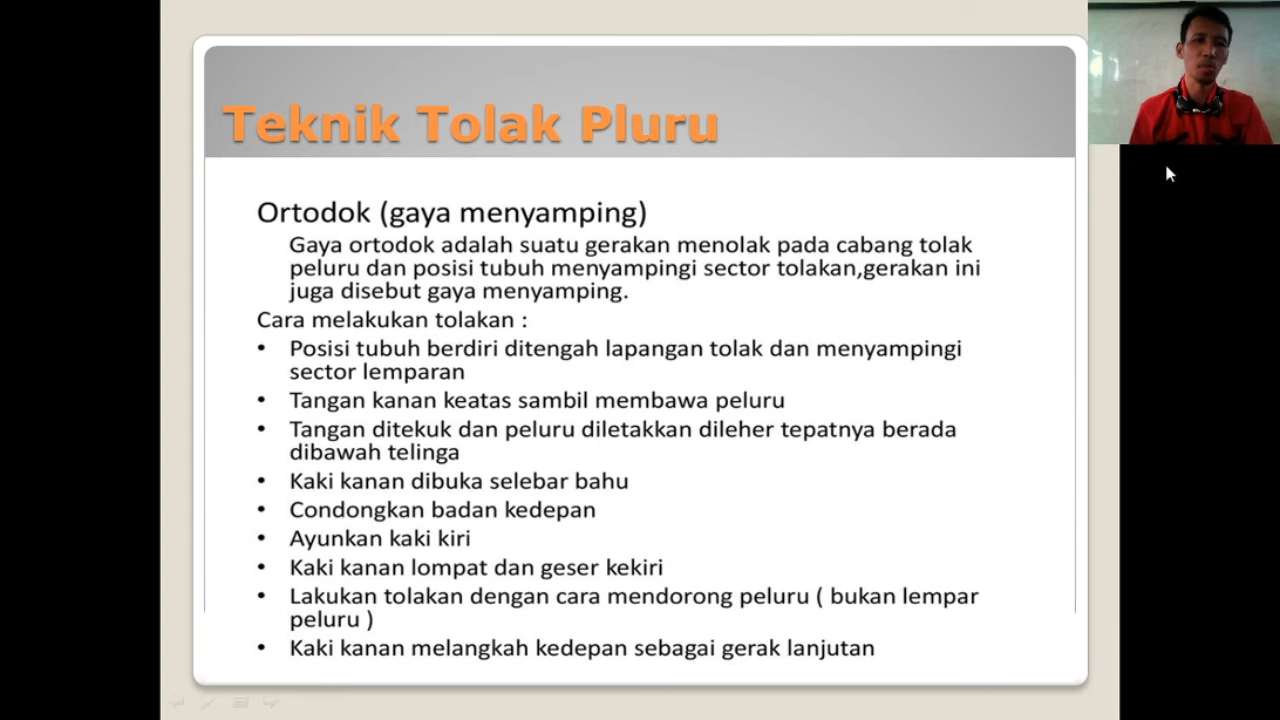 Teknik Tolak Pluru
Ortodok (gaya menyamping)
Gaya ortodok adalah suatu gerakan menolak pada cabang tolak
peluru dan posisi tubuh menyampingi sector tolakan,gerakan ini
juga disebut gaya menyamping.
Cara melakukan tolakan :
• Posisi tubuh berdiri ditengah lapangan tolak dan menyampingi
sector lemparan
• Tangan kanan keatas sambil membawa peluru
• Tangan ditekuk dan peluru diletakkan dileher tepatnya berada
dibawah telinga
• Kaki kanan dibuka selebar bahu
• Condongkan badan kedepan
• Ayunkan kaki kiri
• Kaki kanan lompat dan geser kekiri
• Lakukan tolakan dengan cara mendorong peluru ( bukan lempar
peluru )
• Kaki kanan melangkah kedepan sebagai gerak lanjutan